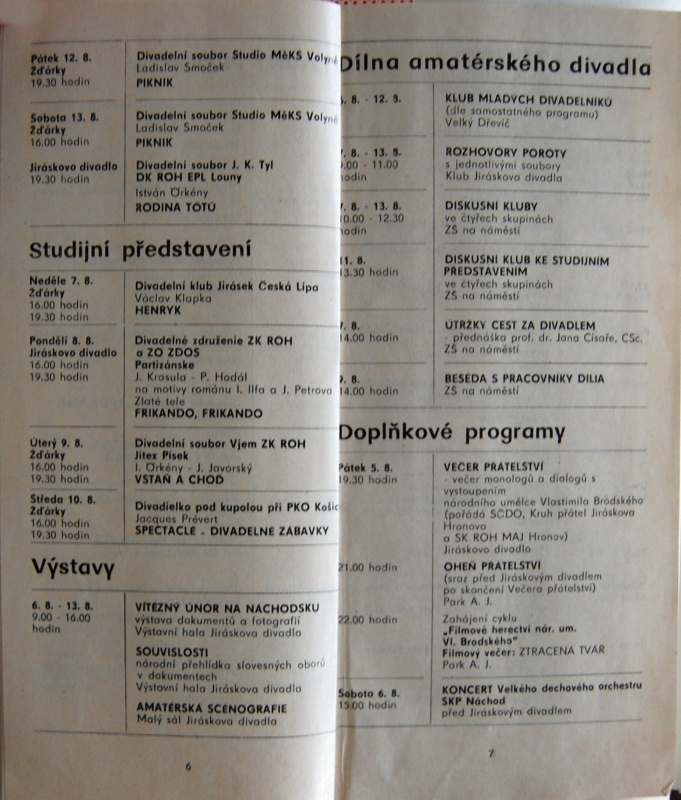 Pátek 12. 8.
Žďárky
19.30 hodin
Divadelní soubor Studio MěKS Volyně
Ladislav Smoček
PIKNIK
Sobota 13. 8.
Žďárky
16.00 hodin
Divadelní soubor Studio MěKS Volyně
Ladislav Smoček
PIKNIK
Jiráskovo divadlo
19.30 hodin
Divadelní soubor J. K. Tyl
DK ROH EPL Louny
István Örkény
RODINA TÓTŮ
Studijní představení
Neděle 7. 8.
Žďárky
16.00 hodin
19.30 hodin
Divadelní klub Jirásek Česká Lípa
Václav Klapka
HENRYK
Pondělí 8. 8.
Jiráskovo divadlo
16.00 hodin
19.30 hodin
Divadelné združenie ZK ROH
a ZO ZDOS
Partizánske
J. Krasula - P. Hodál
na motívy románu I. Ilfa a J. Petrova
Zlaté tele
FRIKANDO, FRIKANDO
Úterý 9. 8.
Žďárky
16.00 hodin
19.30 hodin
Divadelní soubor Vjem ZK ROH
Jitex Písek
I. Örkény - J. Javorský
VSTAŇ A CHOĎ
Středa 10. 8.
Žďárky
16.00 hodin
19.30 hodin
Divadielko pod kupolou při PKO Košic
Jacques Prévert
SPECTACLE - DIVADELNÉ ZÁBAVKY
Výstavy
6. 8. - 13. 8.
9.00 - 16.00
hodin
VÍTĚZNÝ ÚNOR NA NÁCHODSKU
výstava dokumentů a fotografií
Výstavní hala Jiráskova divadla
SOUVISLOSTI
národní přehlídka slovesných oborů
v dokumentech
Výstavní hala Jiráskova divadla
AMATÉRSKÁ SCÉNOGRAFIE
Malý sál Jiráskova divadla
6
Dílna amatérského divadla
8. - 12. 8.
KLUB MLADÝCH DIVADELNÍKŮ
(dle samostatného programu)
Velký Dřevíč
7. 8. - 13. 8.
9.00 - 11.00
hodin
ROZHOVORY POROTY
s jednotlivými soubory
Klub Jiráskova divadla
7. 8. - 13. 8.
10.00 - 12.30
hodin
DISKUSNÍ KLUBY
ve čtyřech skupinách
ZŠ na náměstí
11. 8.
13.30 hodin
DISKUSNÍ KLUB KE STUDIJNÍM
PŘEDSTAVENÍM
ve čtyřech skupinách
ZŠ na náměstí
7. 8.
14.00 hodin
ÚTRŽKY CEST ZA DIVADLEM
- přednáška prof. dr. Jana Císaře, CSc.
ZŠ na náměstí
9. 8.
14.00 hodin
BESEDA S PRACOVNÍKY DILIA
ZŠ na náměstí
Doplňkové programy
Pátek 5. 8.
19.30 hodin
VEČER PŘÁTELSTVÍ
- večer monologů a dialogů s
vystoupením
národního umělce Vlastimila Brodského
(pořádá SČDO, Kruh přátel Jiráskova
Hronova
a SK ROH MAJ Hronov)
Jiráskovo divadlo
21.00 hodin
OHEŇ PŘÁTELSTVÍ
(sraz před Jiráskovým divadlem
po skončení Večera přátelství)
Park A. J.
22.00 hodin
Zahájení cyklu
„Filmové herectví nár. um.
Vl. Brodského"
Filmový večer: ZTRACENÁ TVÁŘ
Park A. J.
Sobota 6. 8.
15.00 hodin
KONCERT Velkého dechového orchestru
SKP Náchod
před Jiráskovým divadlem
7